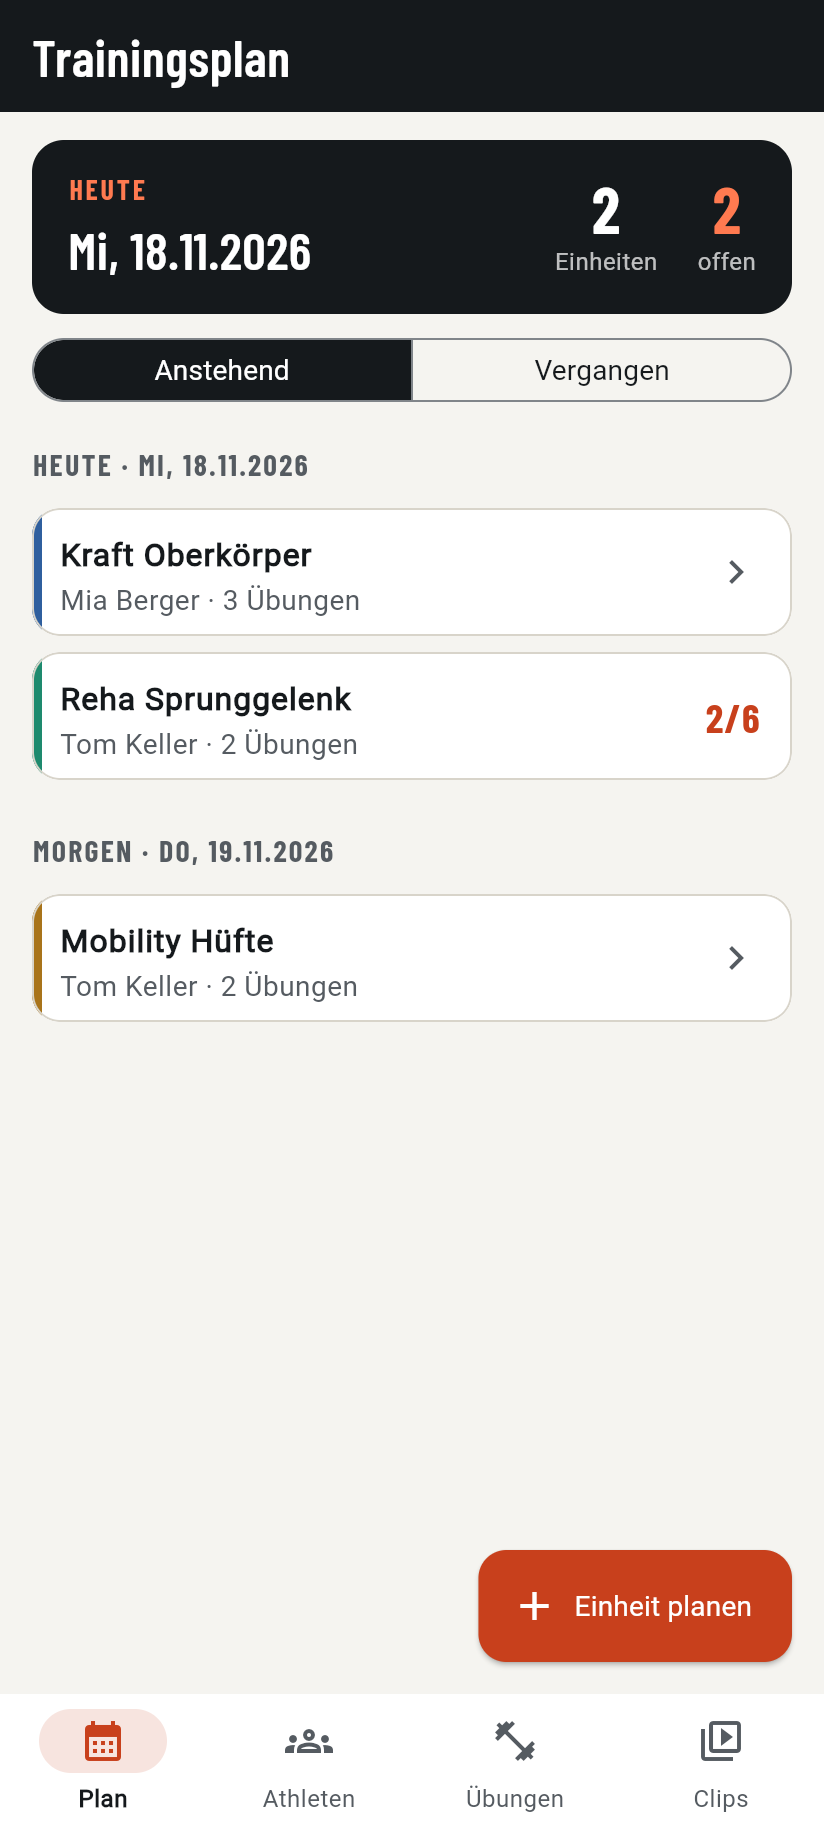 Trainingsplan
HEUTE
Mi, 18.11.2026
2
Einheiten
2
offen
Anstehend
Vergangen
HEUTE · MI, 18.11.2026
Kraft Oberkörper
Mia Berger · 3 Übungen
Reha Sprunggelenk
Tom Keller · 2 Übungen
2/6
MORGEN · DO, 19.11.2026
Mobility Hüfte
Tom Keller · 2 Übungen
Einheit planen
Plan
Athleten
Übungen
Clips